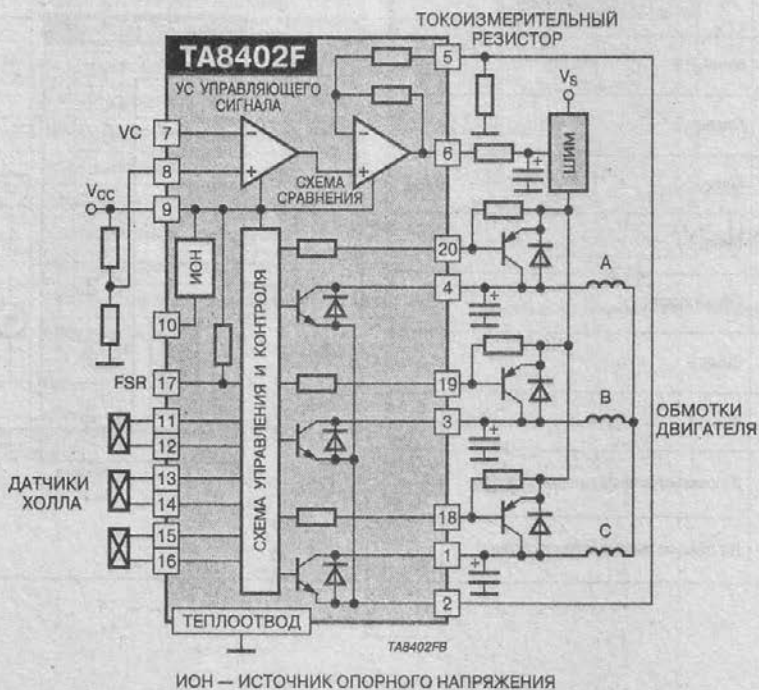 ТОКОИЗМЕРИТЕЛЬНЫЙ
РЕЗИСТОР
TA8402F
УС УПРАВЛЯЮЩЕГО
СИГНАЛА
5
VS
VC
7
8
6
ШИМ
СХЕМА
СРАВНЕНИЯ
VCC
9
ИОН
СХЕМА УПРАВЛЕНИЯ И КОНТРОЛЯ
20
A
4
10
FSR
17
19
11
12
3
B
ОБМОТКИ
ДВИГАТЕЛЯ
ДАТЧИКИ
ХОЛЛА
13
14
15
16
18
1
C
2
ТЕПЛООТВОД
TA8402FB
ИОН — ИСТОЧНИК ОПОРНОГО НАПРЯЖЕНИЯ